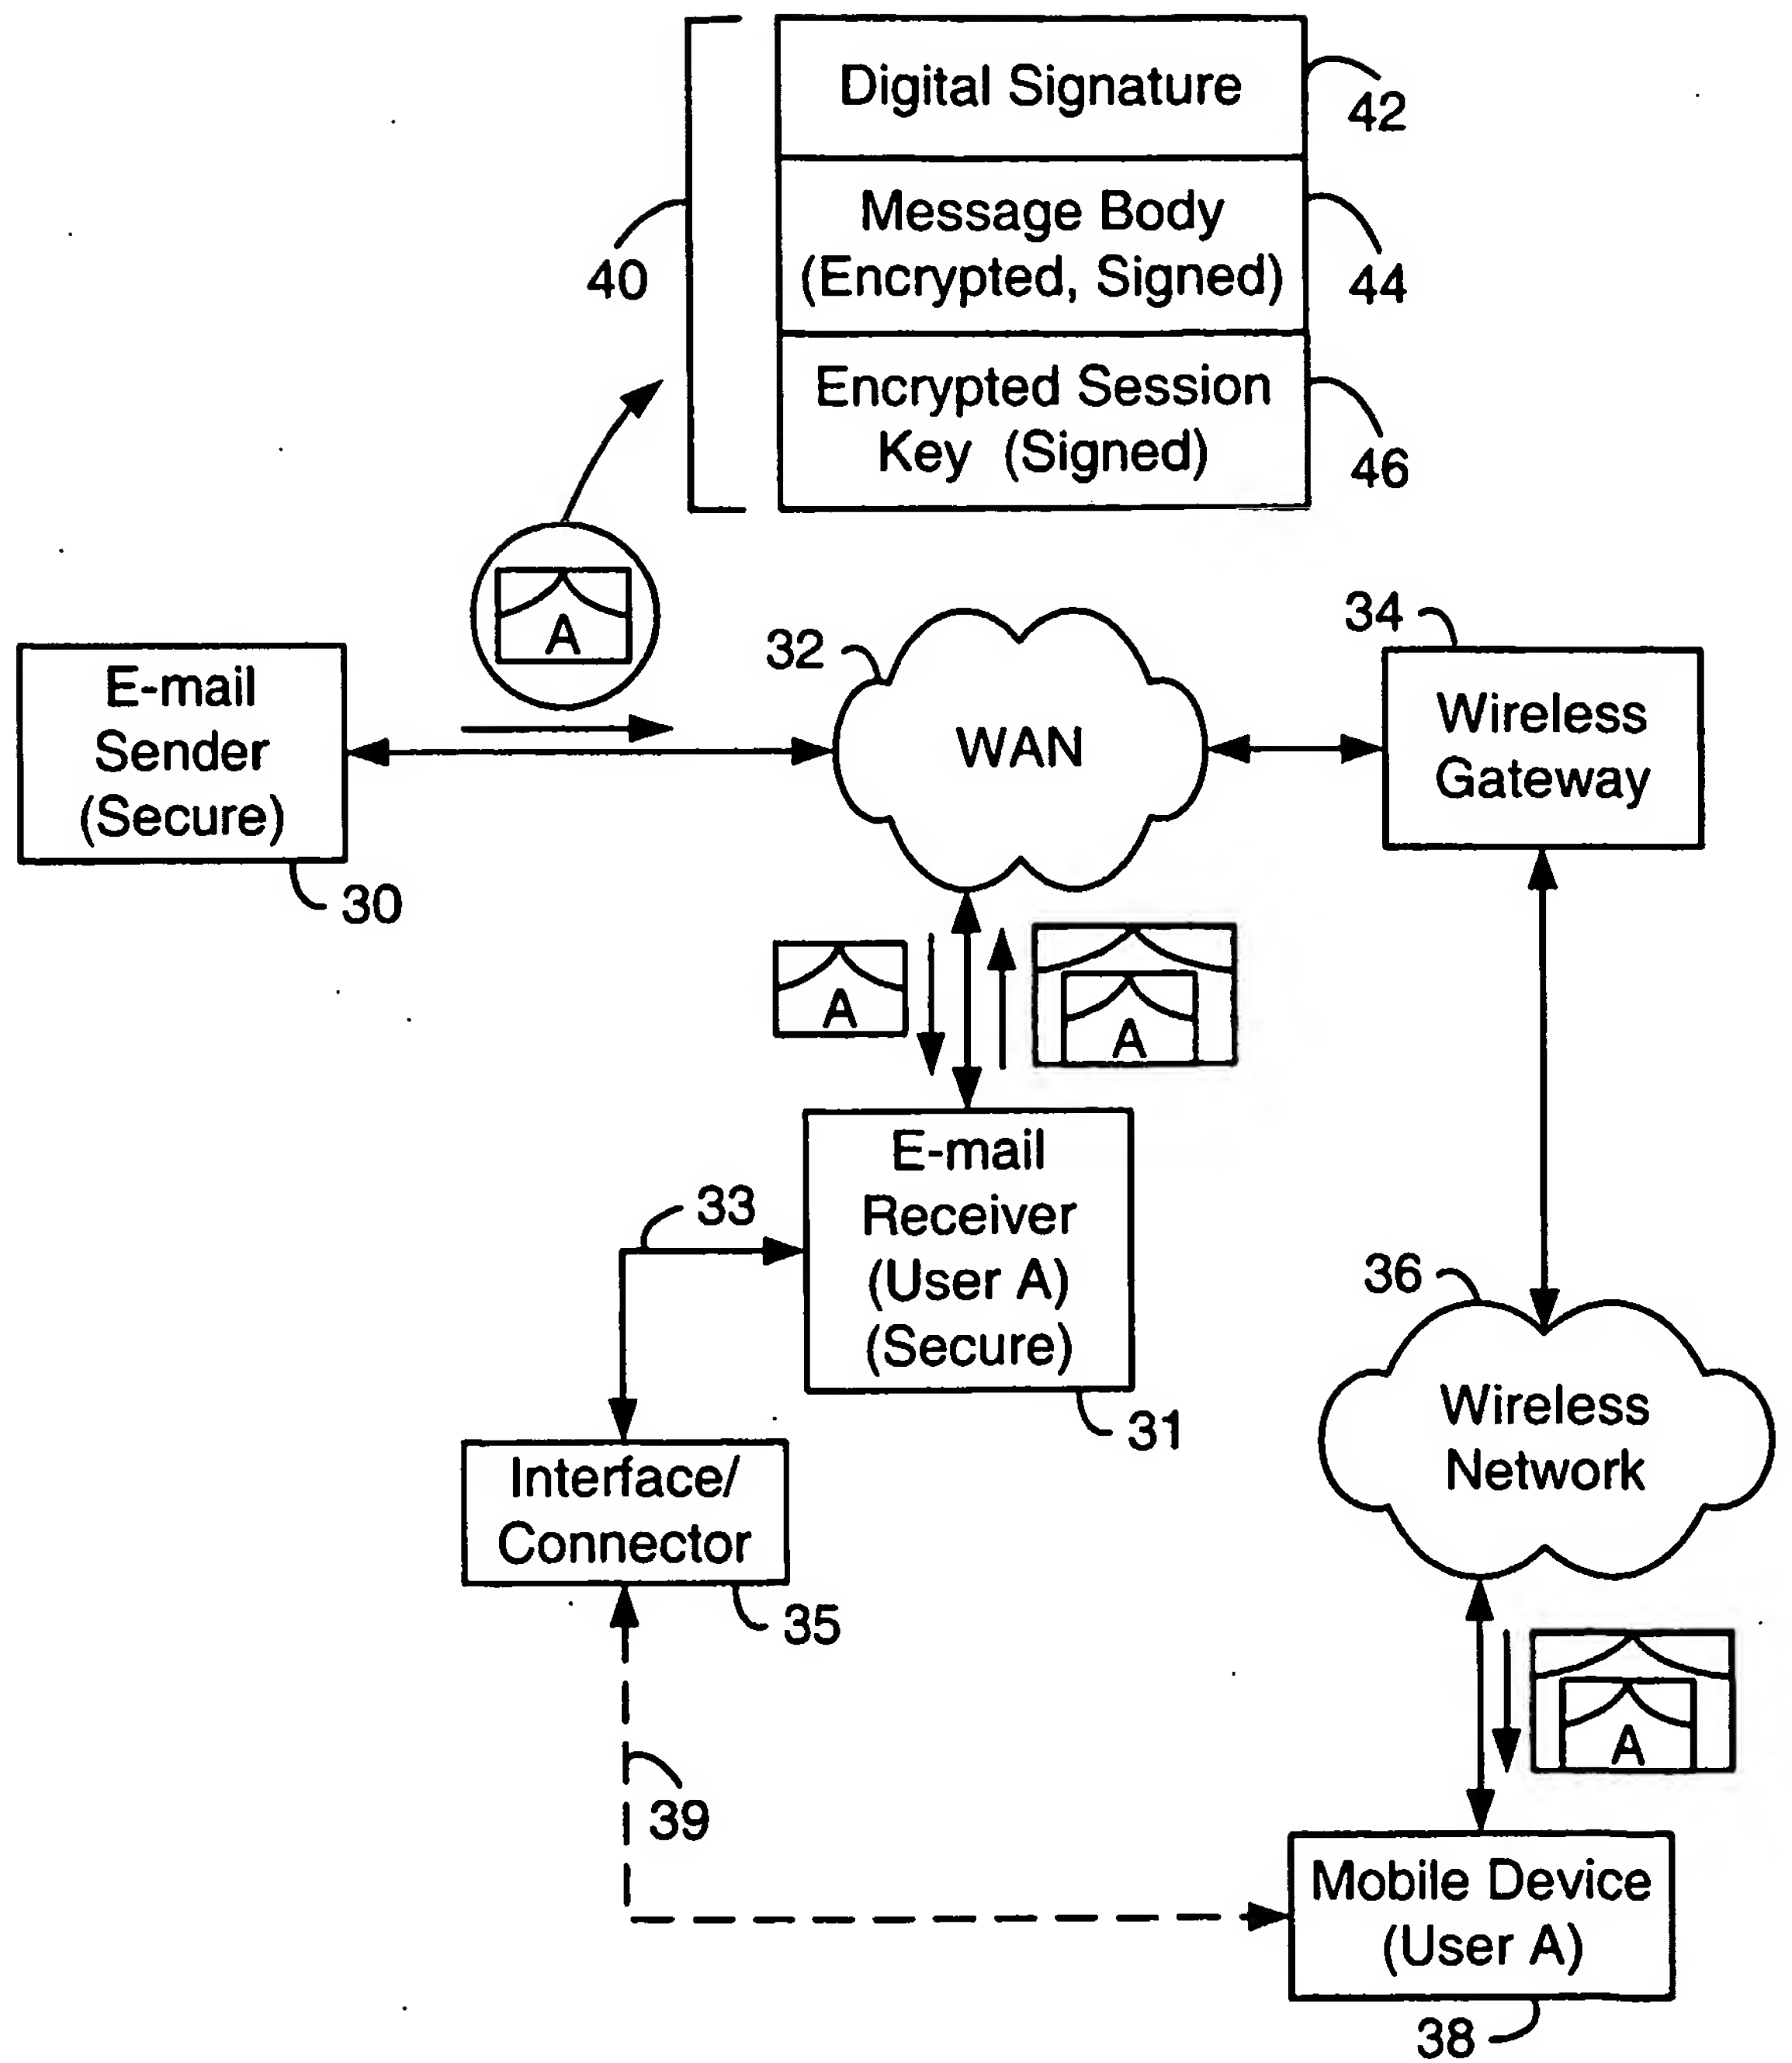 Digital Signature
42
Message Body
(Encrypted, Signed)
44
40
Encrypted Session
Key (Signed)
46
A
E-mail
Sender
(Secure)
30
32
WAN
34
Wireless
Gateway
A
A
E-mail
Receiver
(User A)
(Secure)
31
33
36
Wireless
Network
Interface/
Connector
35
A
39
Mobile Device
(User A)
38